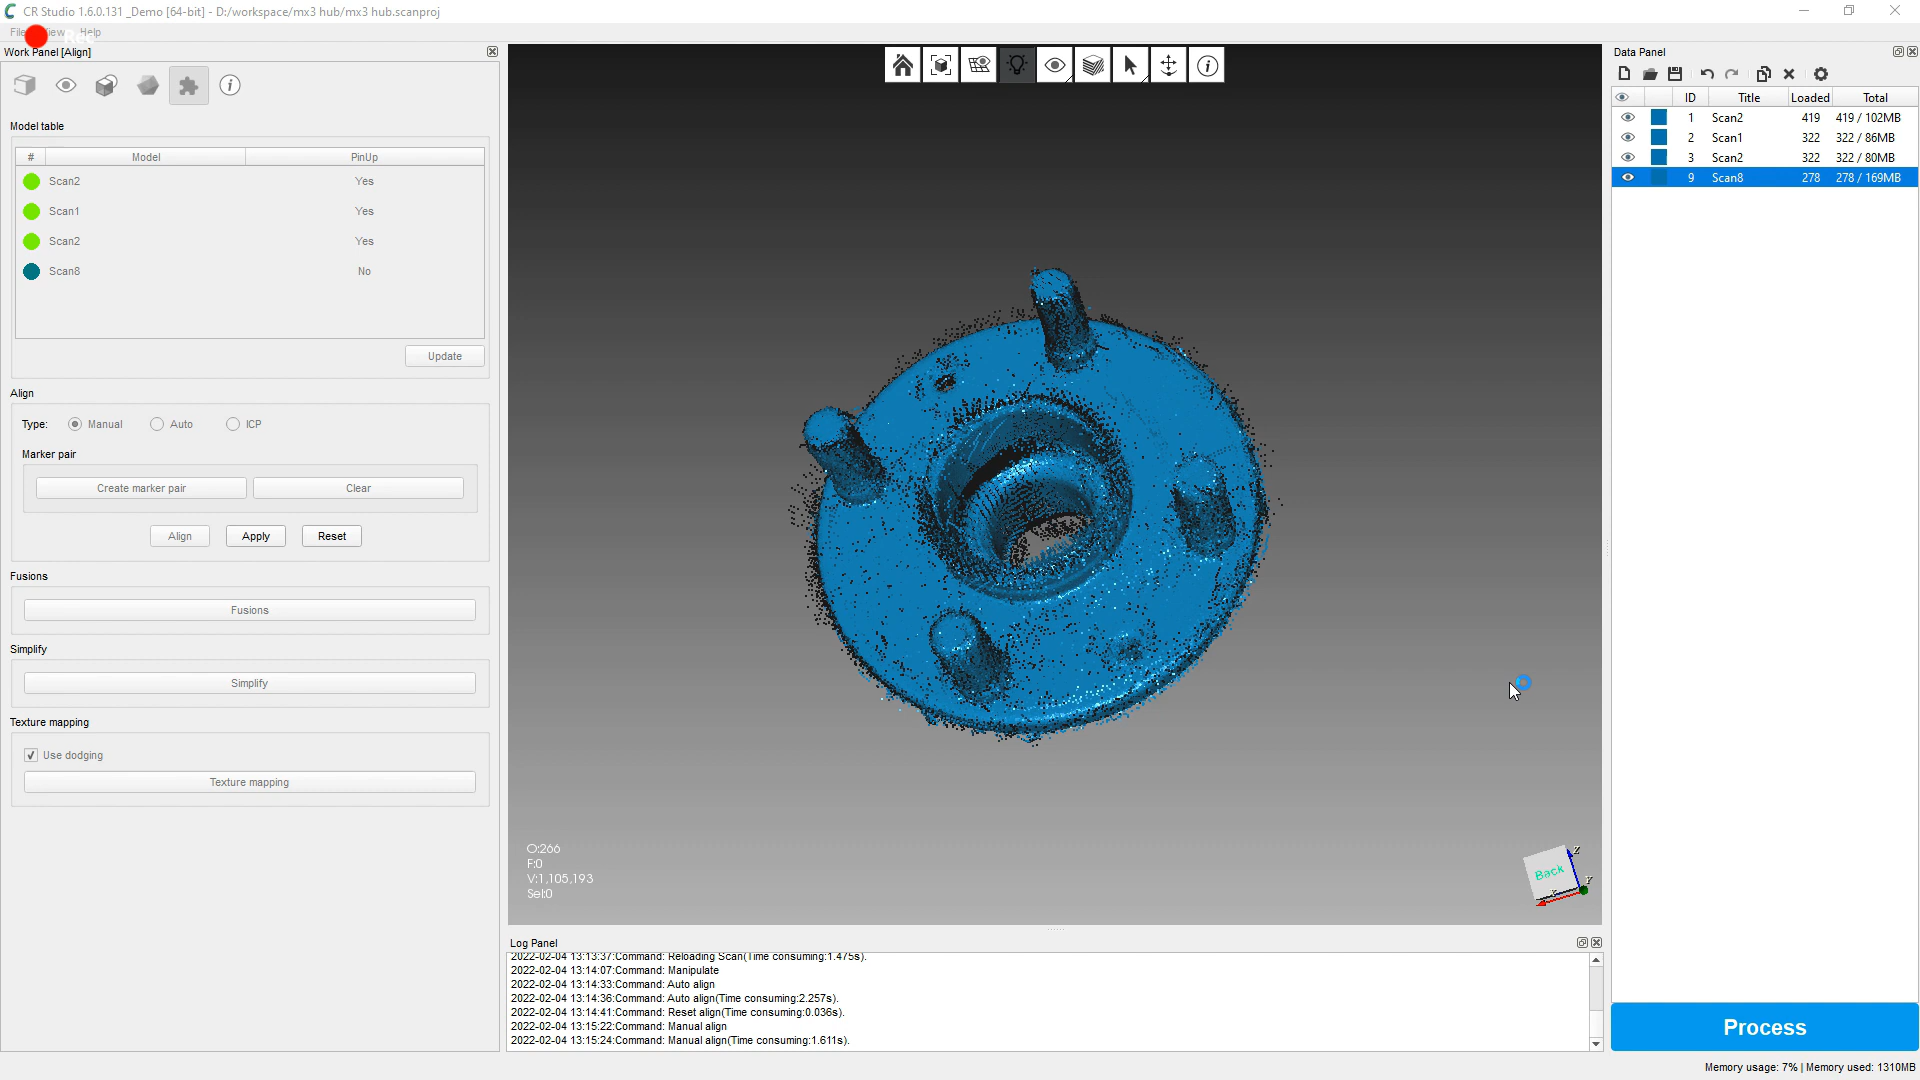 CR Studio 1.6.0.131 _Demo [64-bit] - D:/workspace/mx3 hub/mx3 hub.scanproj
Help
Work Panel [Align]
Data Panel
Model table
# Model PinUp
Scan2 Yes
Scan1 Yes
Scan2 Yes
Scan8 No
Update
Align
Type: Manual Auto ICP
Marker pair
Create marker pair Clear
Align Apply Reset
Fusions
Fusions
Simplify
Simplify
Texture mapping
Use dodging
Texture mapping
O:266
F:0
V:1,105,193
Sel:0
Back
Z
Y
X
Log Panel
2022-02-04 13:13:37:Command: Reloading Scan(Time consuming:1.475s).
2022-02-04 13:14:07:Command: Manipulate
2022-02-04 13:14:33:Command: Auto align
2022-02-04 13:14:36:Command: Auto align(Time consuming:2.257s).
2022-02-04 13:14:41:Command: Reset align(Time consuming:0.036s).
2022-02-04 13:15:22:Command: Manual align
2022-02-04 13:15:24:Command: Manual align(Time consuming:1.611s).
ID Title Loaded Total
1 Scan2 419 419 / 102MB
2 Scan1 322 322 / 86MB
3 Scan2 322 322 / 80MB
9 Scan8 278 278 / 169MB
Process
Memory usage: 7% | Memory used: 1310MB